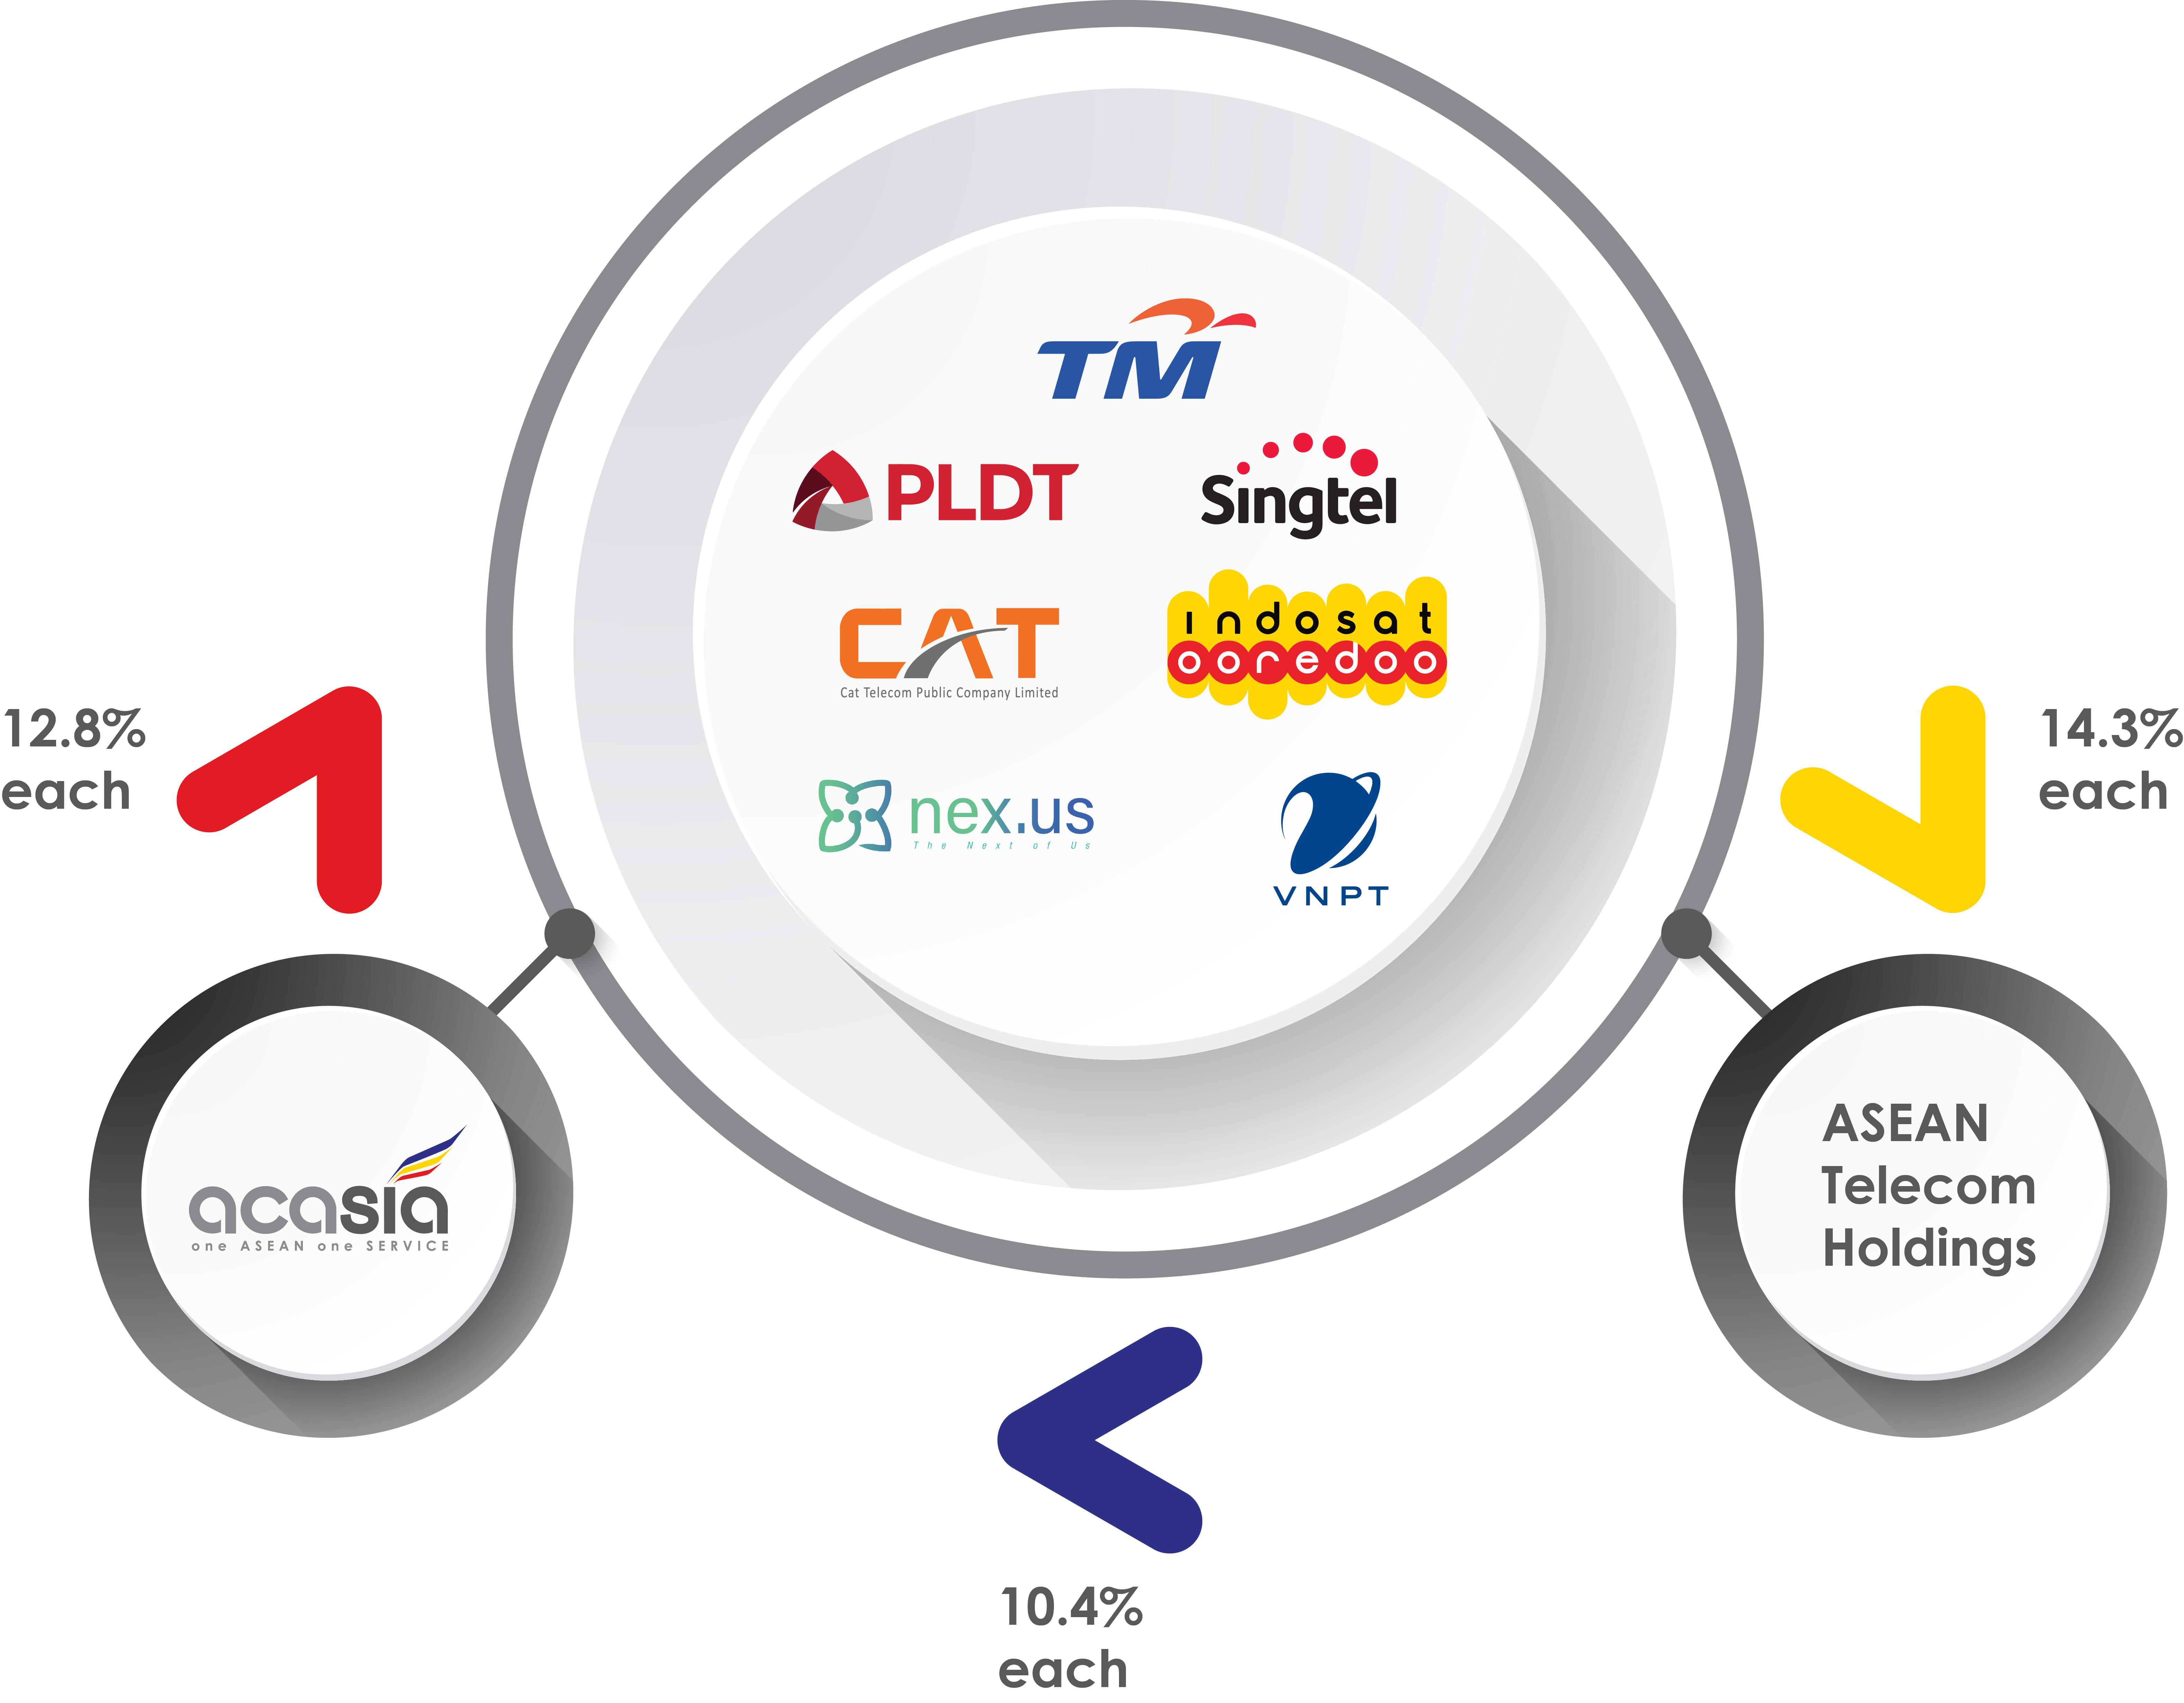 TM
PLDT
Singtel
CAT
Cat Telecom Public Company Limited
indosat
ooredoo
nex.us
The Next of Us
VNPT
12.8%
each
14.3%
each
acasia
one ASEAN one SERVICE
ASEAN
Telecom
Holdings
10.4%
each